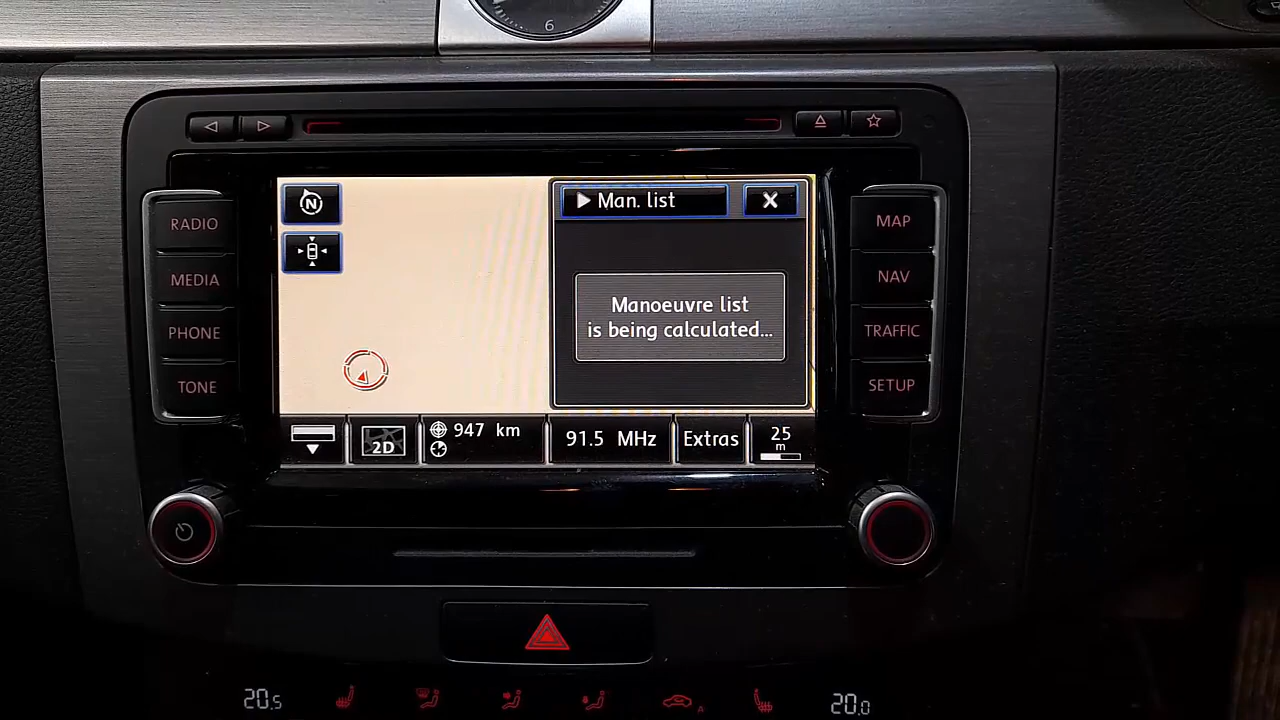 6
RADIO
MEDIA
PHONE
TONE
MAP
NAV
TRAFFIC
SETUP
N
Man. list
X
Manoeuvre list
is being calculated...
2D
947 km
91.5 MHz
Extras
25
m
20.5
A
20.0